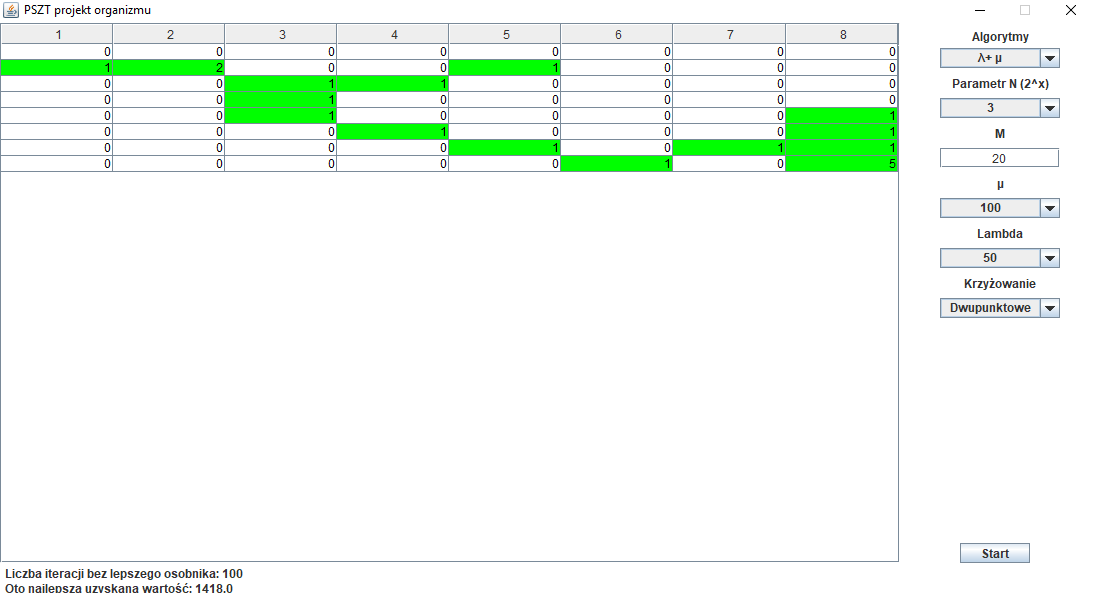 PSZT projekt organizmu
1 2 3 4 5 6 7 8
0 0 0 0 0 0 0 0
1 2 0 0 1 0 0 0
0 0 1 1 0 0 0 0
0 0 1 0 0 0 0 0
0 0 1 0 0 0 0 1
0 0 0 1 0 0 0 1
0 0 0 0 1 0 1 1
0 0 0 0 0 1 0 5
Algorytmy
λ+ µ
Parametr N (2^x)
3
M
20
µ
100
Lambda
50
Krzyżowanie
Dwupunktowe
Start
Liczba iteracji bez lepszego osobnika: 100
Oto najlepsza uzyskana wartość: 1418.0